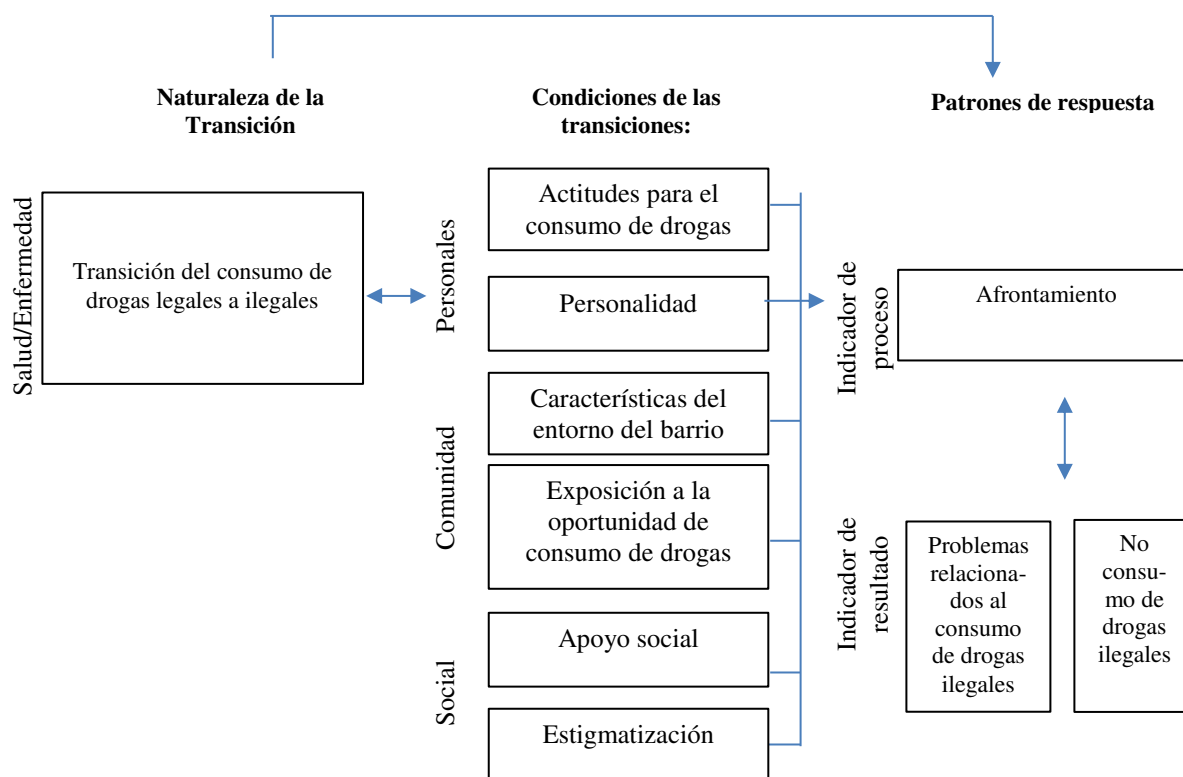 Naturaleza de la
Transición
Condiciones de las
transiciones:
Patrones de respuesta
Salud/Enfermedad
Transición del consumo de
drogas legales a ilegales
Personales
Actitudes para el
consumo de drogas
Personalidad
Comunidad
Características del
entorno del barrio
Exposición a la
oportunidad de
consumo de drogas
Social
Apoyo social
Estigmatización
Indicador de
proceso
Afrontamiento
Indicador de
resultado
Problemas
relaciona-
dos al
consumo
de drogas
ilegales
No
consu-
mo de
drogas
ilegales